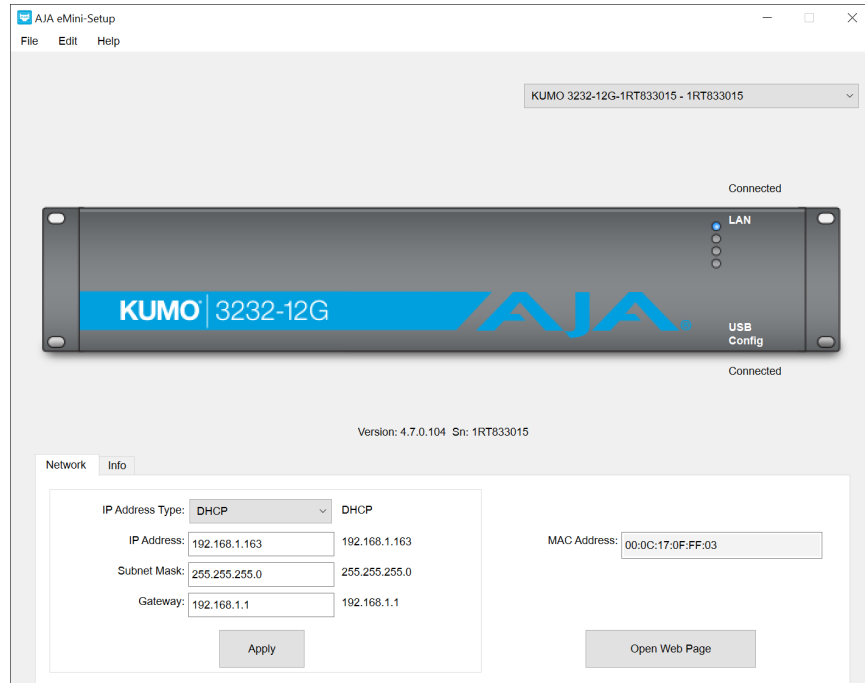 AJA eMini-Setup
File Edit Help
KUMO 3232-12G-1RT833015 - 1RT833015
Connected
LAN
KUMO 3232-12G
AJA
USB
Config
Connected
Version: 4.7.0.104 Sn: 1RT833015
Network Info
IP Address Type: DHCP DHCP
IP Address: 192.168.1.163 192.168.1.163
MAC Address: 00:0C:17:0F:FF:03
Subnet Mask: 255.255.255.0 255.255.255.0
Gateway: 192.168.1.1 192.168.1.1
Apply
Open Web Page